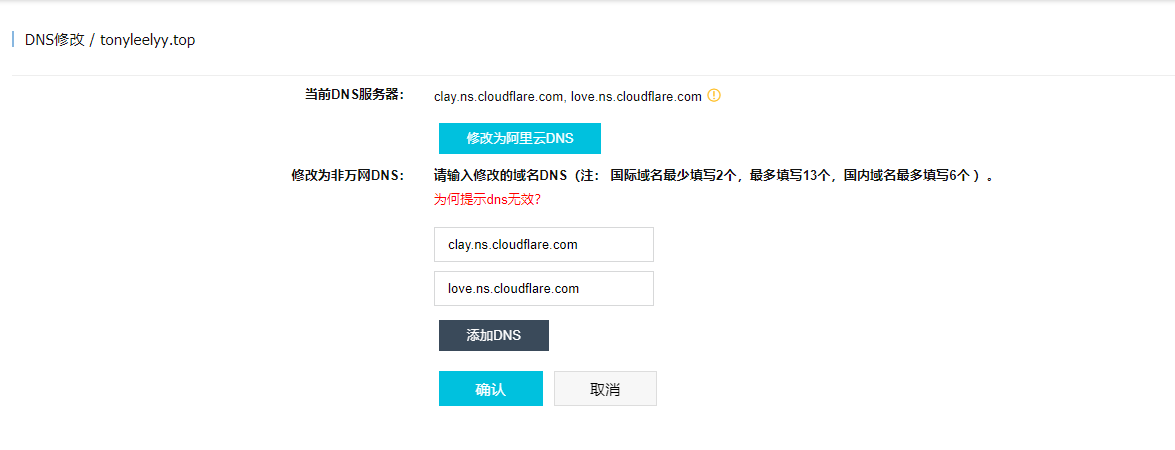 DNS修改 / tonyleelyy.top
当前DNS服务器： clay.ns.cloudflare.com, love.ns.cloudflare.com
修改为阿里云DNS
修改为非万网DNS： 请输入修改的域名DNS（注： 国际域名最少填写2个，最多填写13个，国内域名最多填写6个 ）。
为何提示dns无效?
clay.ns.cloudflare.com
love.ns.cloudflare.com
添加DNS
确认 取消